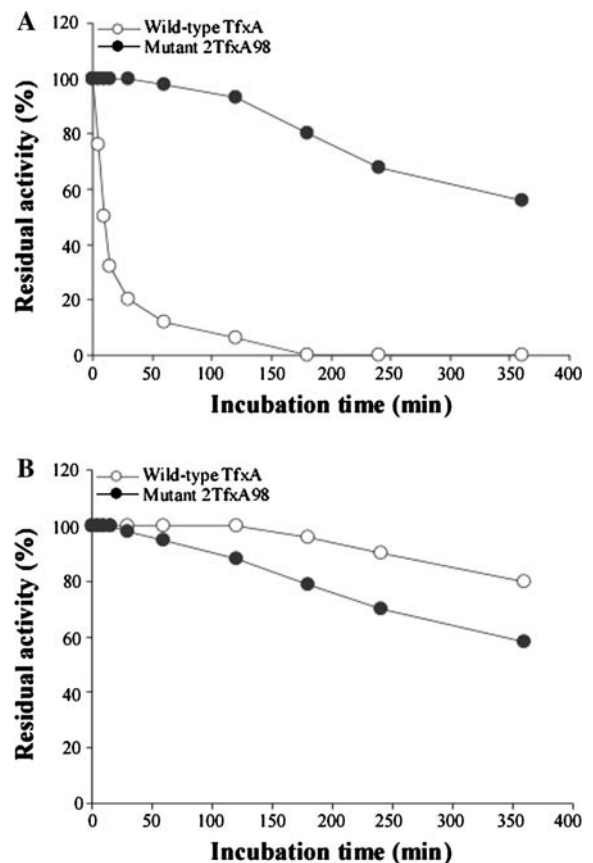 A
Wild-type TfxA
Mutant 2TfxA98
120
100
80
60
40
20
0
Residual activity (%)
0 50 100 150 200 250 300 350 400
Incubation time (min)
B
Wild-type TfxA
Mutant 2TfxA98
120
100
80
60
40
20
0
Residual activity (%)
0 50 100 150 200 250 300 350 400
Incubation time (min)